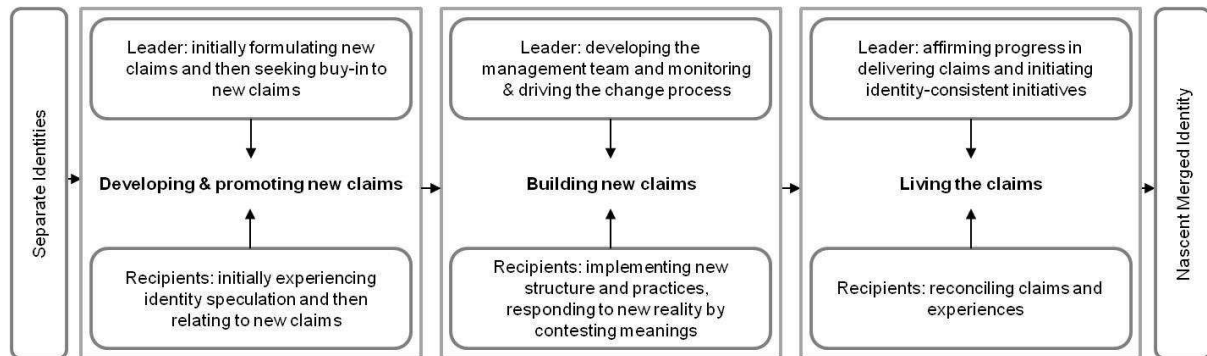 Separate Identities
Leader: initially formulating new
claims and then seeking buy-in to
new claims
Developing & promoting new claims
Recipients: initially experiencing
identity speculation and then
relating to new claims
Leader: developing the
management team and monitoring
& driving the change process
Building new claims
Recipients: implementing new
structure and practices,
responding to new reality by
contesting meanings
Leader: affirming progress in
delivering claims and initiating
identity-consistent initiatives
Living the claims
Recipients: reconciling claims and
experiences
Nascent Merged Identity